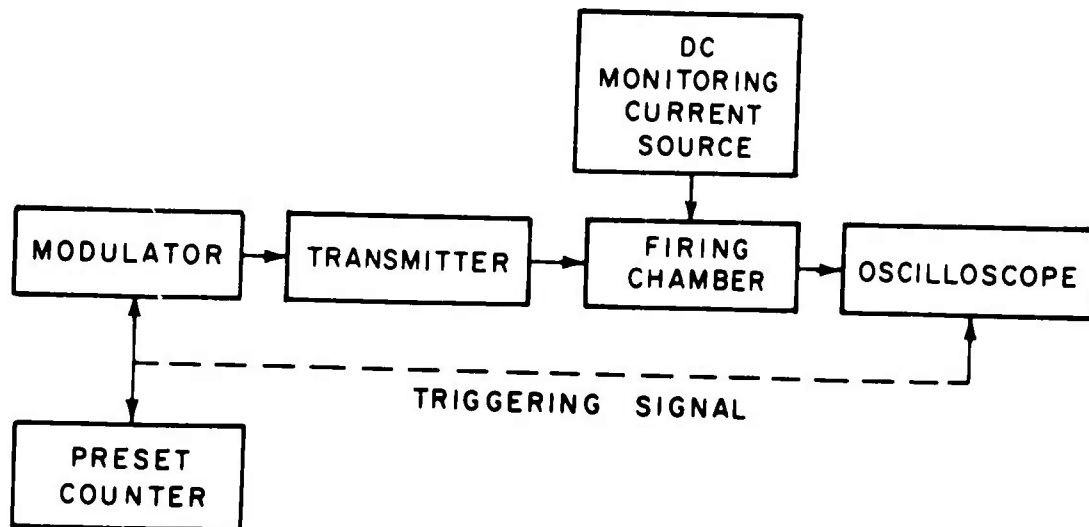 DC
MONITORING
CURRENT
SOURCE
MODULATOR
TRANSMITTER
FIRING
CHAMBER
OSCILLOSCOPE
TRIGGERING SIGNAL
PRESET
COUNTER